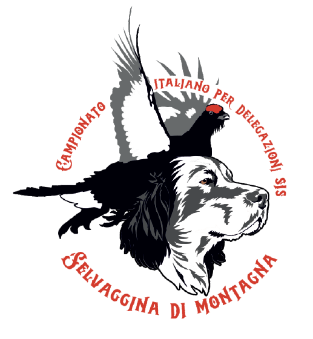 Campionato italiano per delegazioni SIS
Selvaggina di montagna